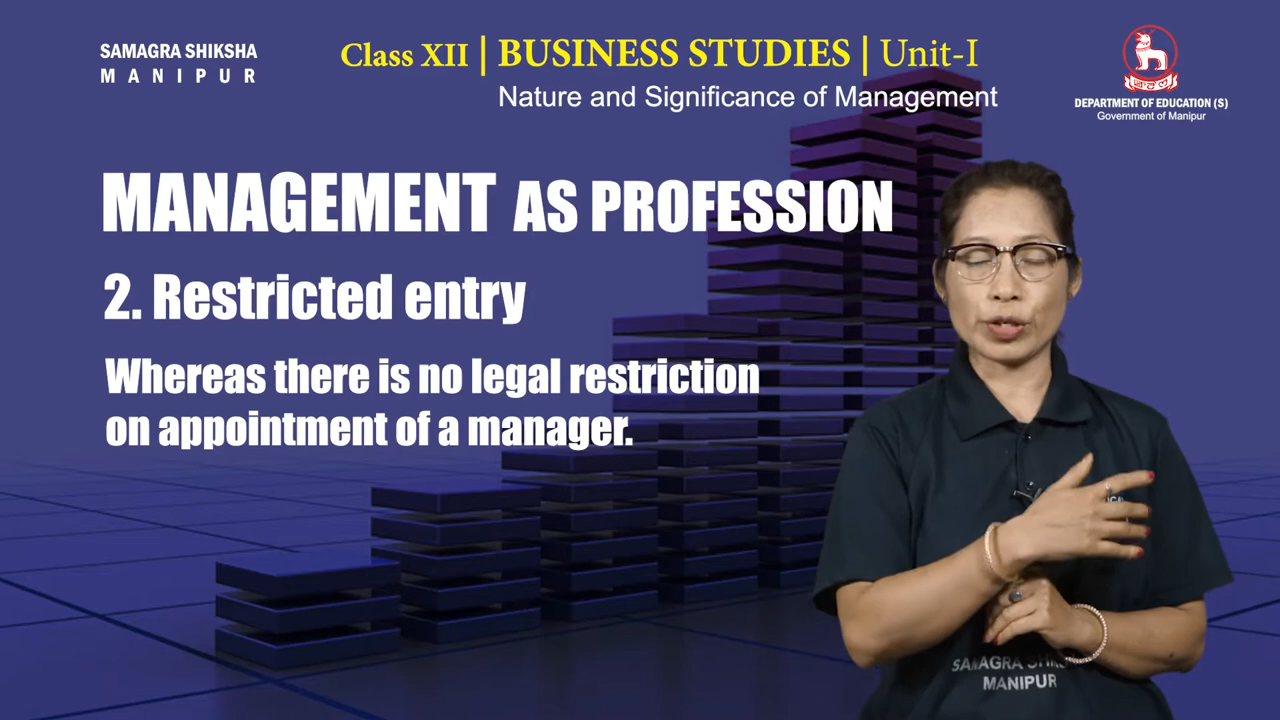 SAMAGRA SHIKSHA
MANIPUR
Class XII | BUSINESS STUDIES | Unit-I
Nature and Significance of Management
DEPARTMENT OF EDUCATION (S)
Government of Manipur
MANAGEMENT AS PROFESSION
2. Restricted entry
Whereas there is no legal restriction
on appointment of a manager.
MANIPUR